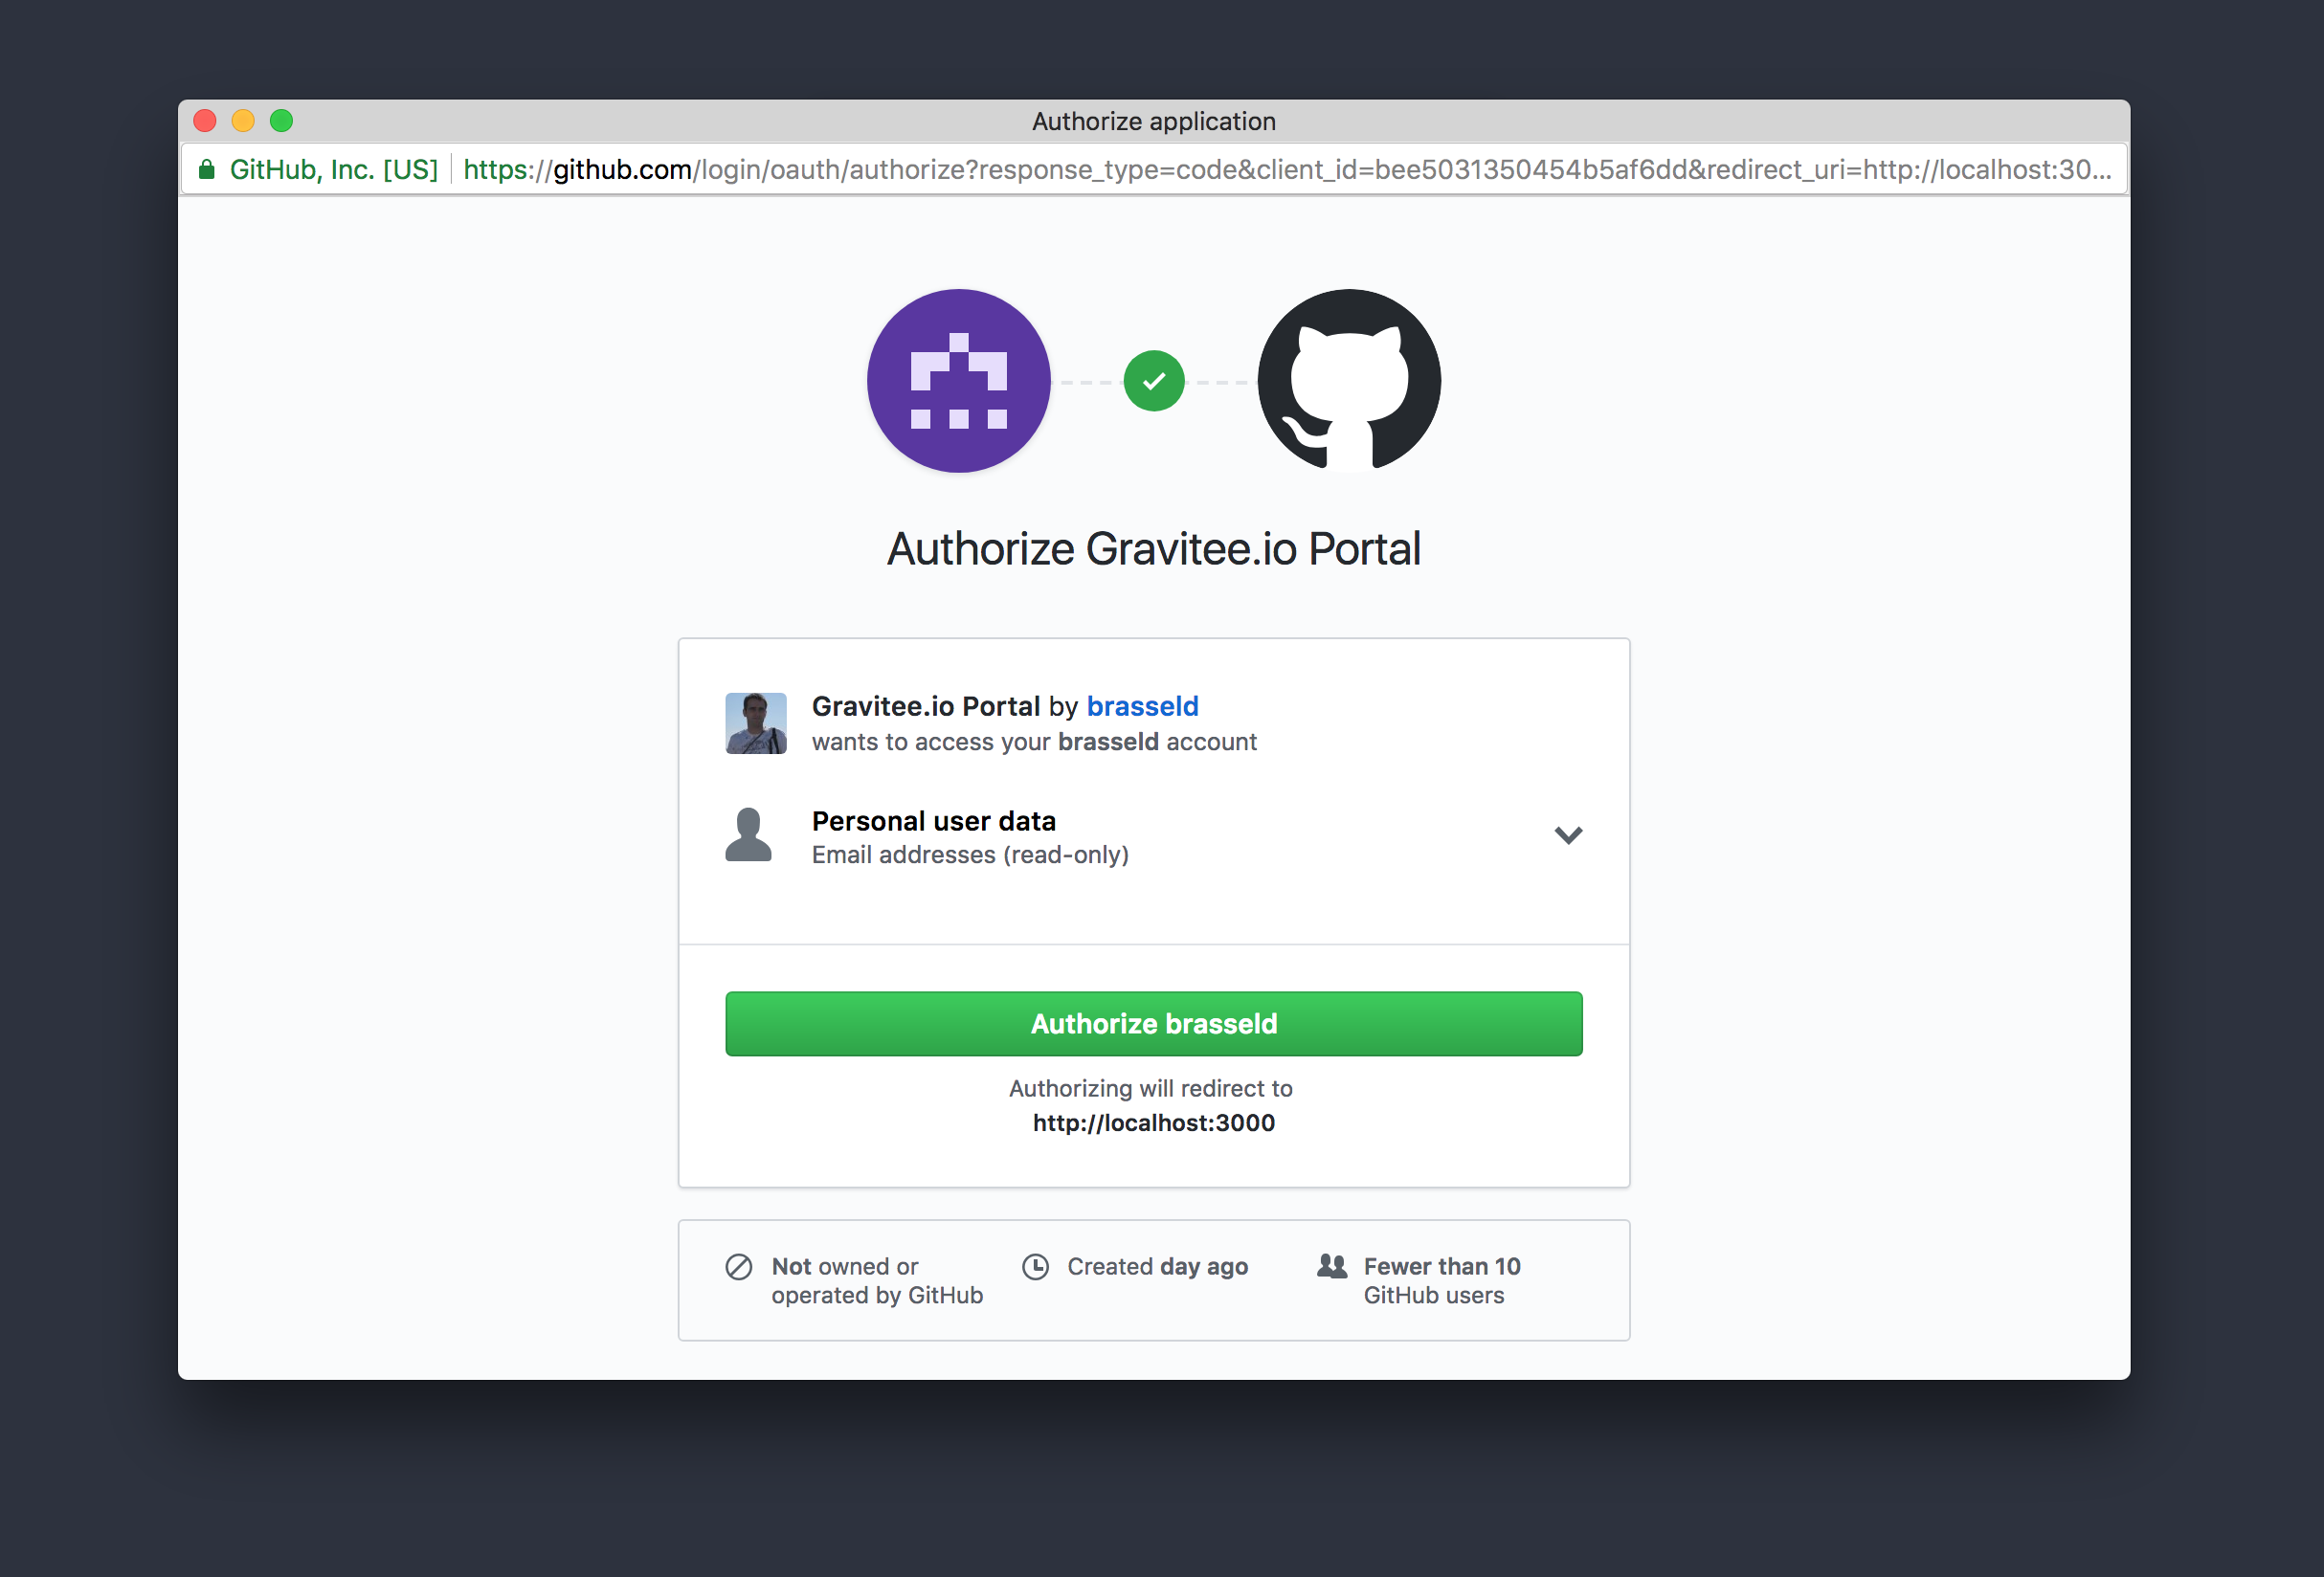 Authorize application
GitHub, Inc. [US] https://github.com/login/oauth/authorize?response_type=code&client_id=bee5031350454b5af6dd&redirect_uri=http://localhost:30...
Authorize Gravitee.io Portal
Gravitee.io Portal by brasseld
wants to access your brasseld account
Personal user data
Email addresses (read-only)
Authorize brasseld
Authorizing will redirect to
http://localhost:3000
Not owned or
operated by GitHub
Created day ago
Fewer than 10
GitHub users